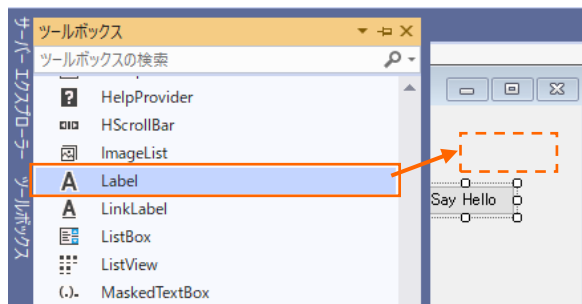 サーバー エクスプローラー
ツールボックス
ツールボックス
ツールボックスの検索
HelpProvider
HScrollBar
ImageList
Label
LinkLabel
ListBox
ListView
MaskedTextBox
Say Hello